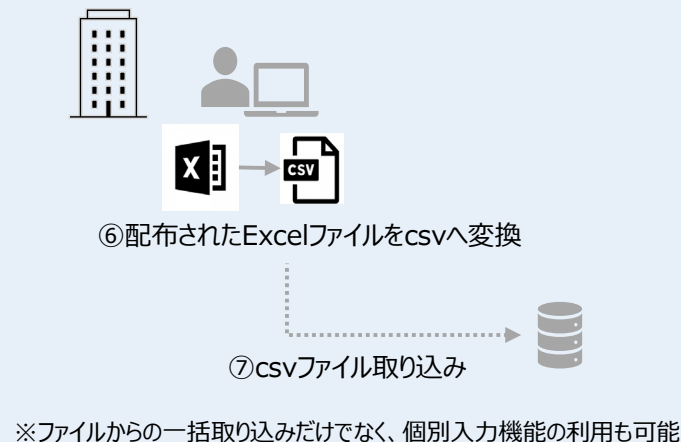 X
CSV
⑥配布されたExcelファイルをcsvへ変換
⑦csvファイル取り込み
※ファイルからの一括取り込みだけでなく、個別入力機能の利用も可能